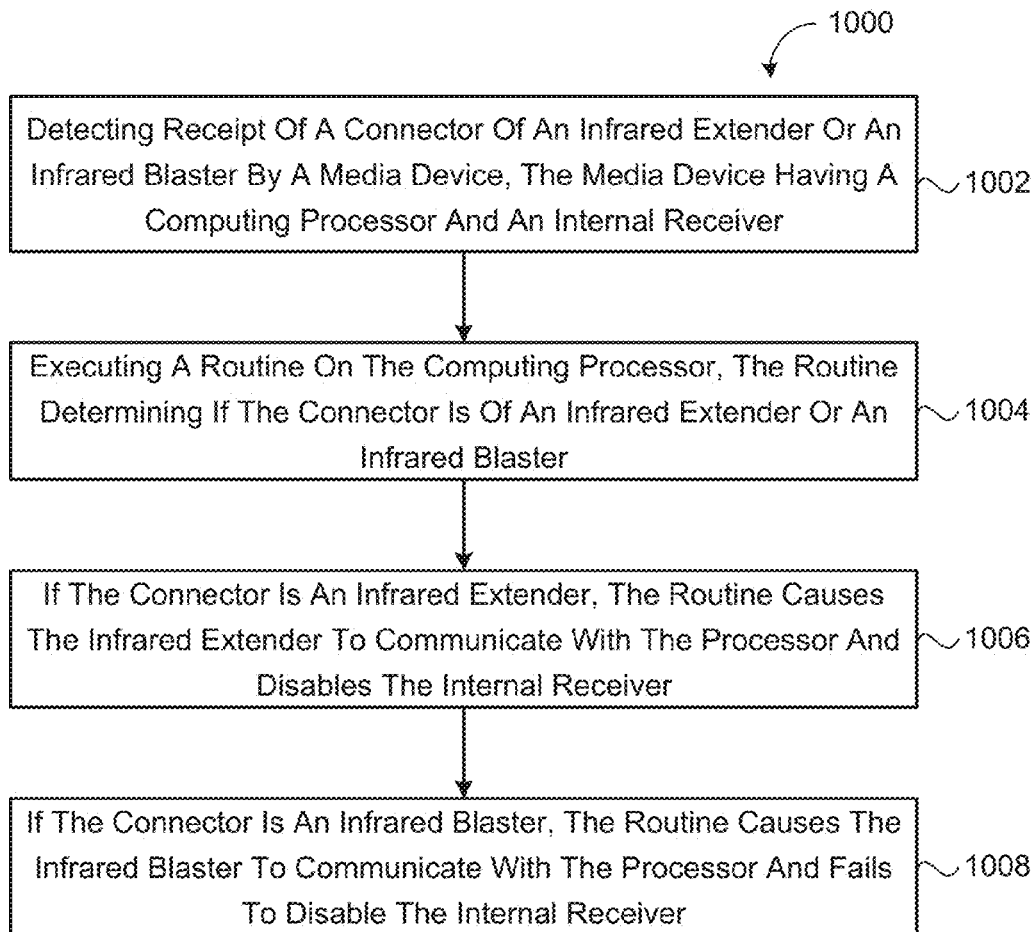 1000
Detecting Receipt Of A Connector Of An Infrared Extender Or An
Infrared Blaster By A Media Device, The Media Device Having A
Computing Processor And An Internal Receiver
1002
Executing A Routine On The Computing Processor, The Routine
Determining If The Connector Is Of An Infrared Extender Or An
Infrared Blaster
1004
If The Connector Is An Infrared Extender, The Routine Causes
The Infrared Extender To Communicate With The Processor And
Disables The Internal Receiver
1006
If The Connector Is An Infrared Blaster, The Routine Causes The
Infrared Blaster To Communicate With The Processor And Fails
To Disable The Internal Receiver
1008